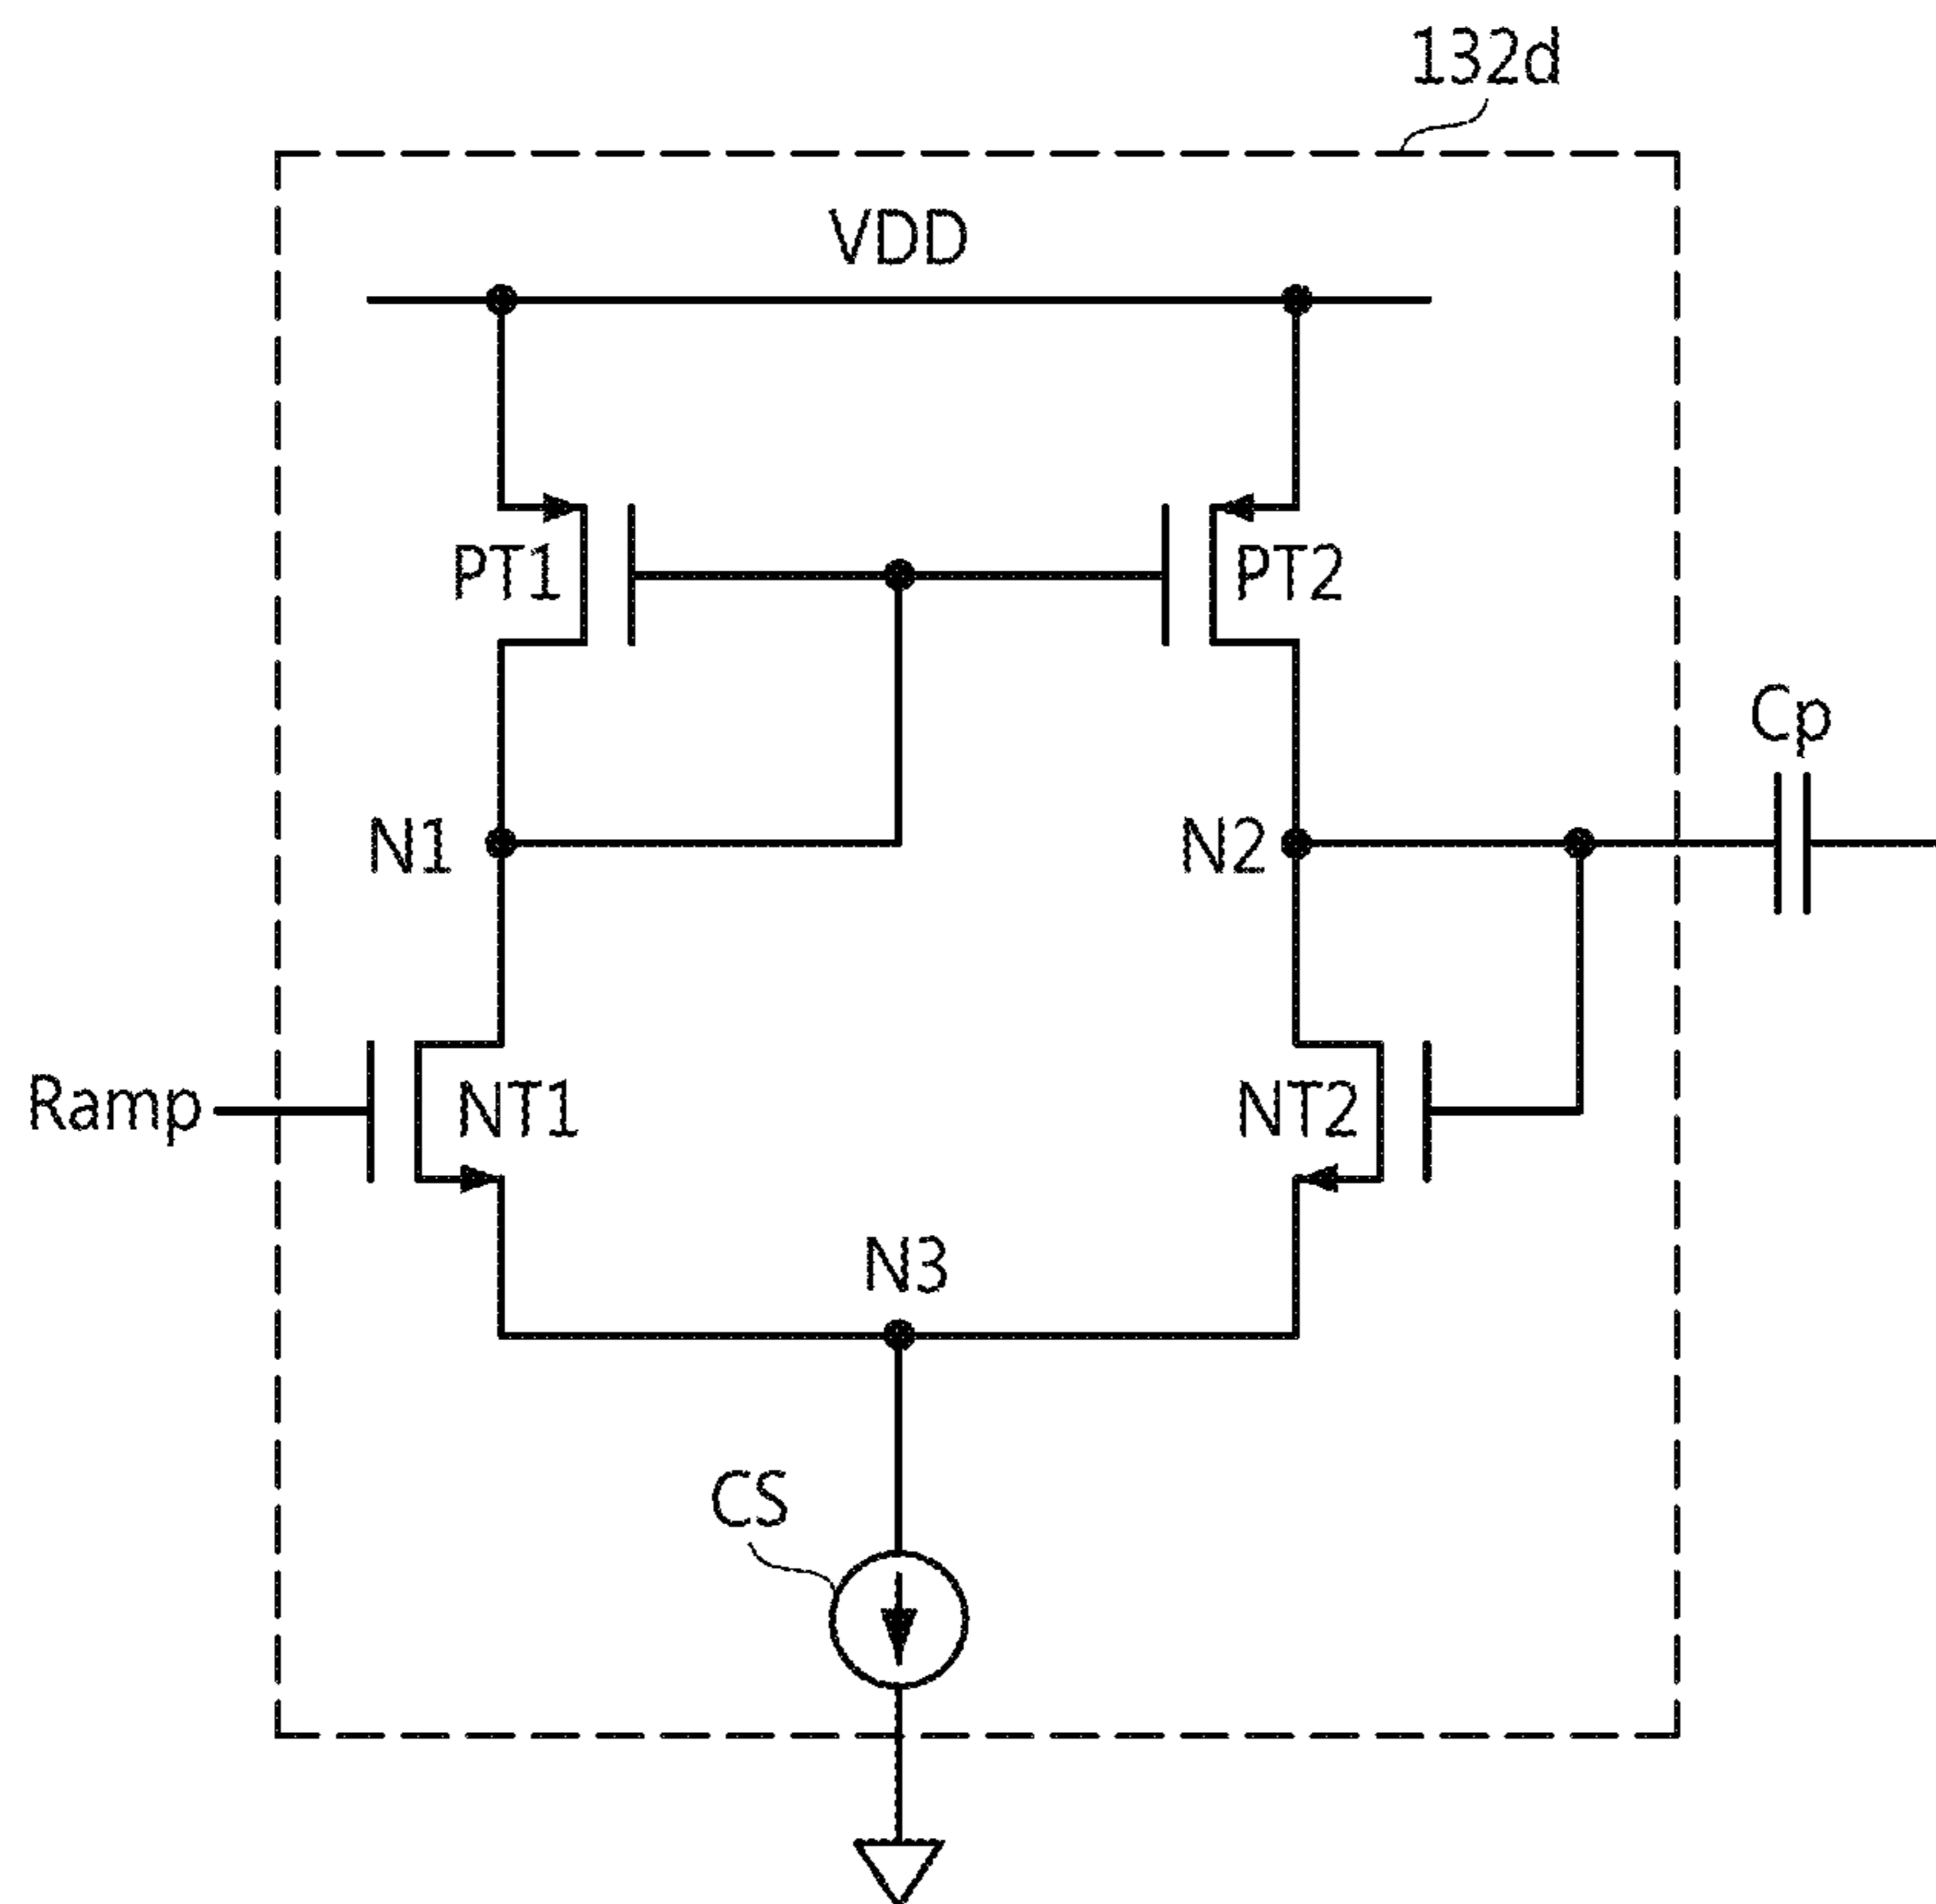 132d
VDD
PT1
PT2
Cp
N1
N2
Ramp
NT1
NT2
N3
CS